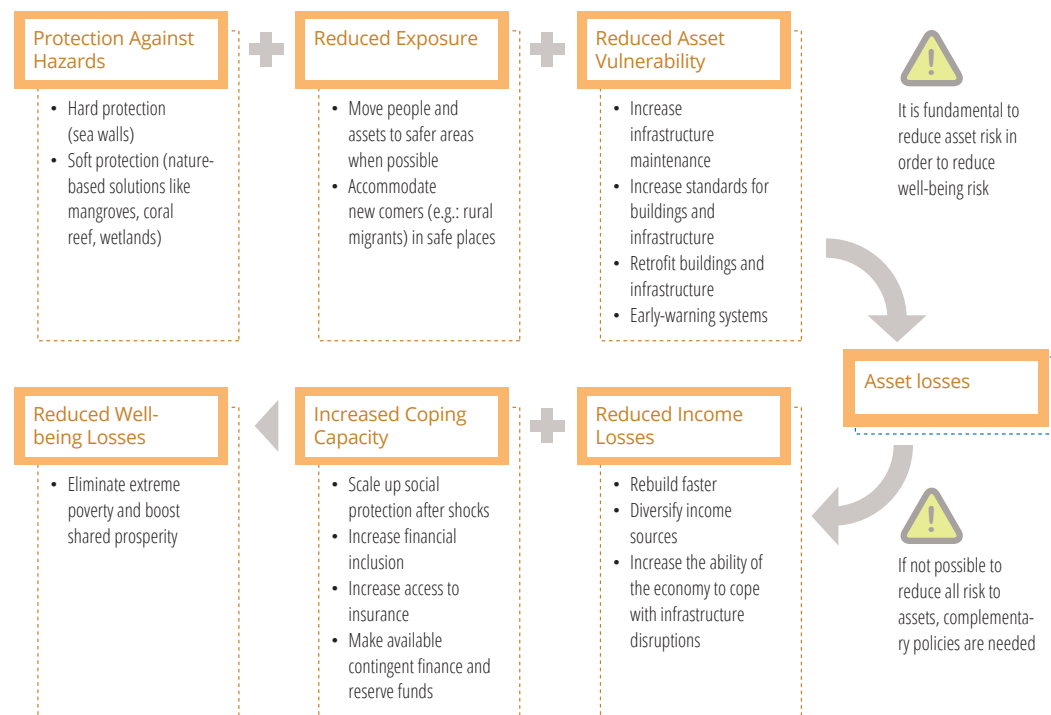 Protection Against
Hazards
• Hard protection
(sea walls)
• Soft protection (nature-
based solutions like
mangroves, coral
reef, wetlands)
Reduced Exposure
• Move people and
assets to safer areas
when possible
• Accommodate
new comers (e.g.: rural
migrants) in safe places
Reduced Asset
Vulnerability
• Increase
infrastructure
maintenance
• Increase standards for
buildings and
infrastructure
• Retrofit buildings and
infrastructure
• Early-warning systems
It is fundamental to
reduce asset risk in
order to reduce
well-being risk
Asset losses
If not possible to
reduce all risk to
assets, complementa-
ry policies are needed
Reduced Income
Losses
• Rebuild faster
• Diversify income
sources
• Increase the ability of
the economy to cope
with infrastructure
disruptions
Increased Coping
Capacity
• Scale up social
protection after shocks
• Increase financial
inclusion
• Increase access to
insurance
• Make available
contingent finance and
reserve funds
Reduced Well-
being Losses
• Eliminate extreme
poverty and boost
shared prosperity